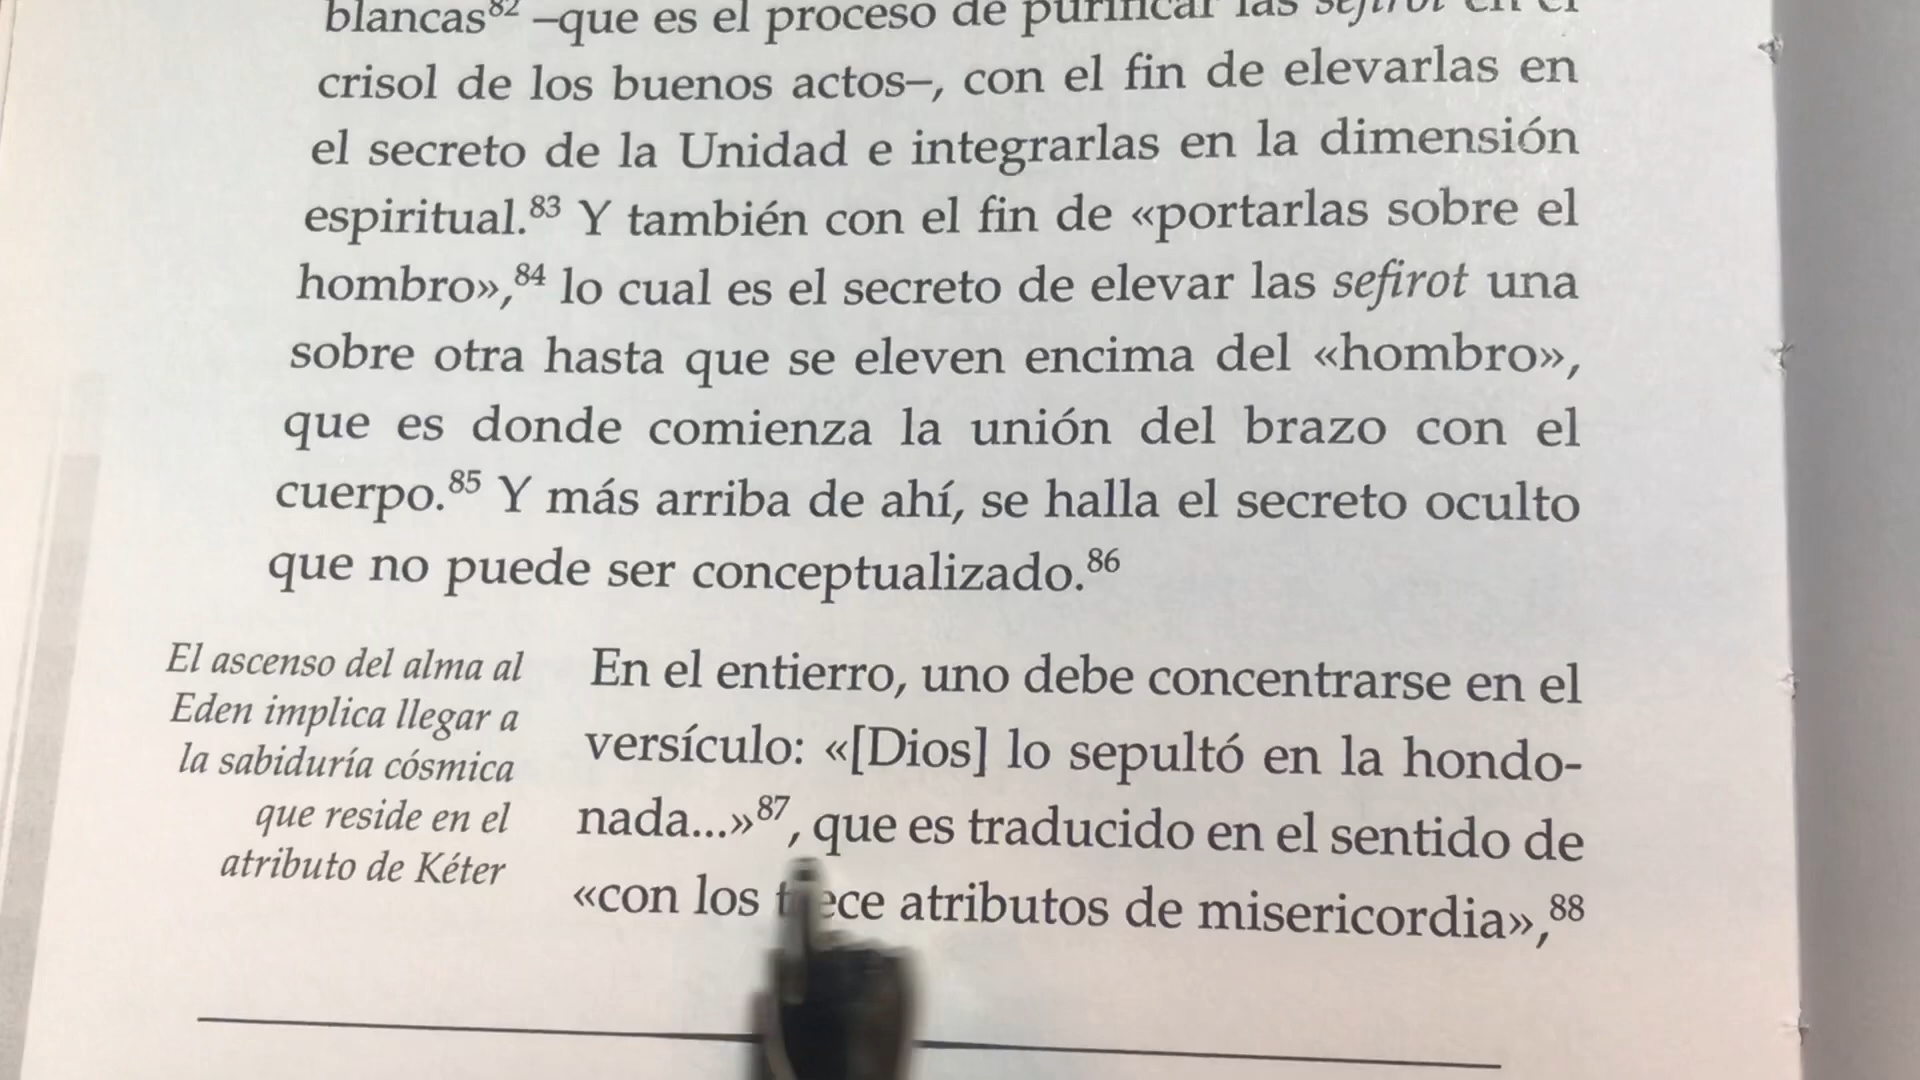 blancas⁸² –que es el proceso de purificar las sefirot en el
crisol de los buenos actos–, con el fin de elevarlas en
el secreto de la Unidad e integrarlas en la dimensión
espiritual.⁸³ Y también con el fin de «portarlas sobre el
hombro»,⁸⁴ lo cual es el secreto de elevar las sefirot una
sobre otra hasta que se eleven encima del «hombro»,
que es donde comienza la unión del brazo con el
cuerpo.⁸⁵ Y más arriba de ahí, se halla el secreto oculto
que no puede ser conceptualizado.⁸⁶
El ascenso del alma al
Eden implica llegar a
la sabiduría cósmica
que reside en el
atributo de Kéter
En el entierro, uno debe concentrarse en el
versículo: «[Dios] lo sepultó en la hondo-
nada...»⁸⁷, que es traducido en el sentido de
«con los trece atributos de misericordia»,⁸⁸